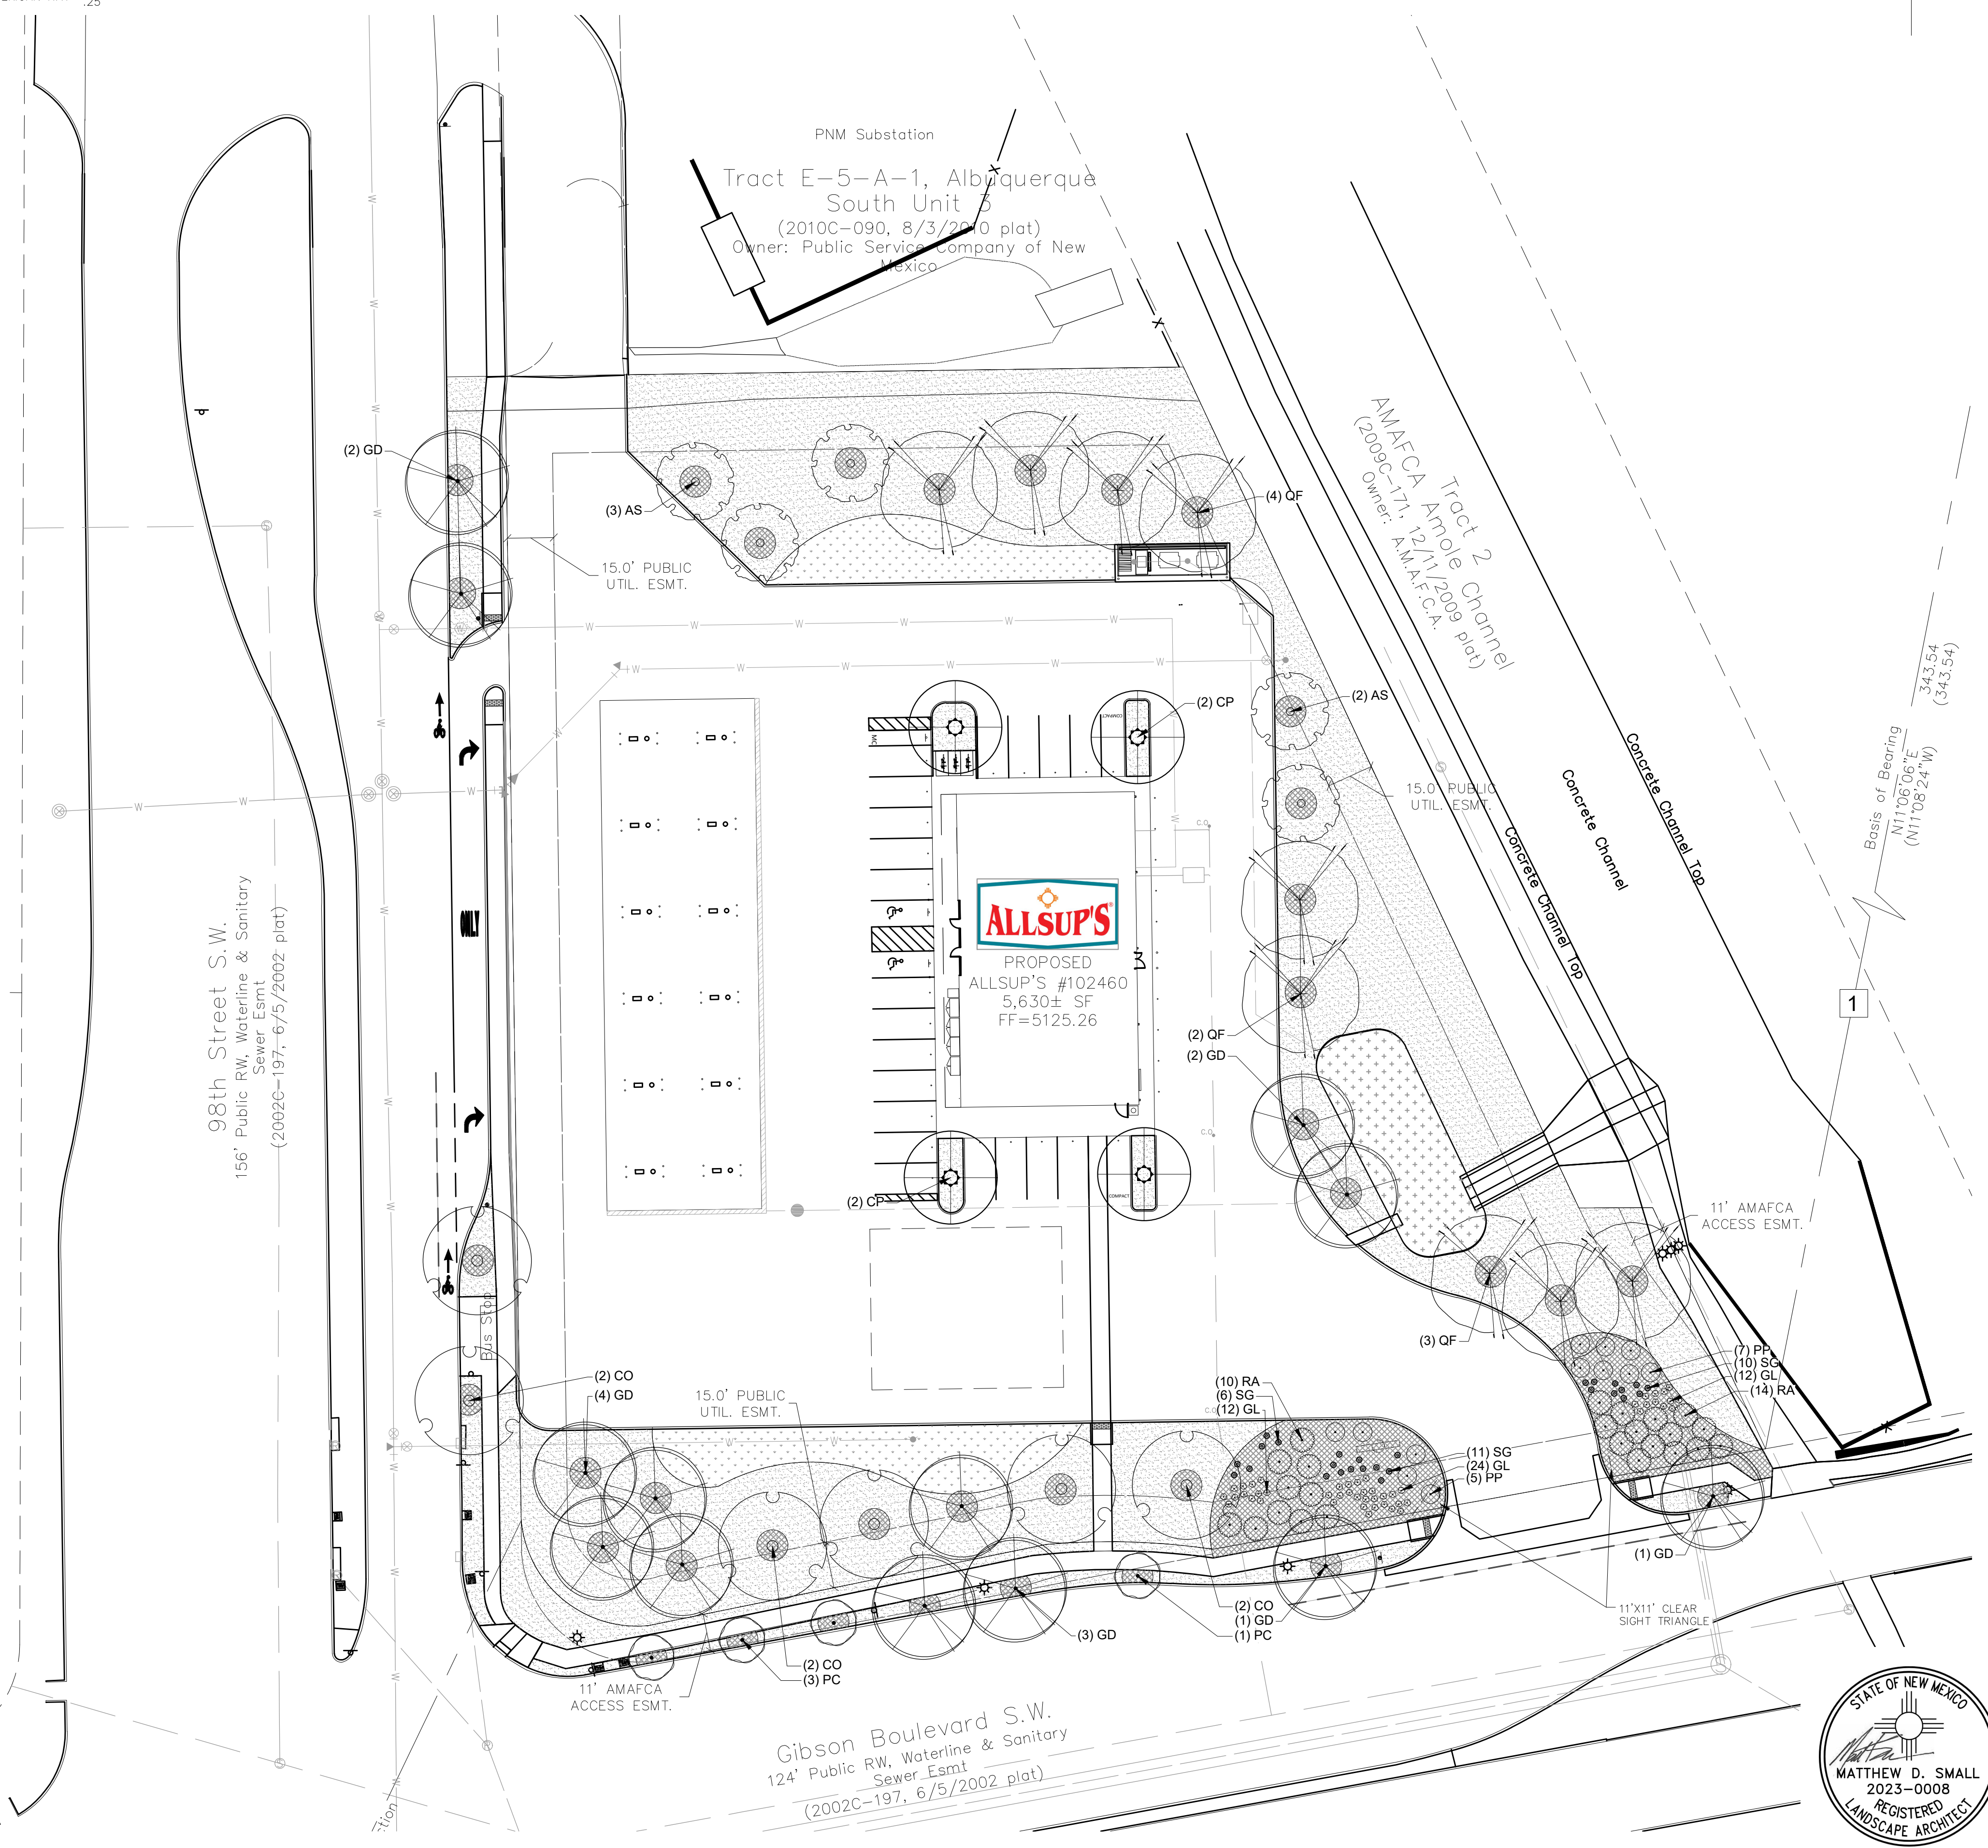 .25
PNM Substation
Tract E-5-A-1, Albuquerque
South Unit 3
(2010C-090, 8/3/2010 plat)
Owner: Public Service Company of New
Mexico
(2) GD
(3) AS
(4) QF
15.0' PUBLIC
UTIL. ESMT.
Tract 2
AMAFCA Amole Channel
(2009C-171, 12/11/2009 plat)
Owner: A.M.A.F.C.A.
343.54
(343.54)
Basis of Bearing
N11°06'06"E
(N11°08'24"W)
(2) CP
(2) AS
COMPACT
MC
15.0' PUBLIC
UTIL. ESMT.
Concrete Channel Top
Concrete Channel
Concrete Channel Top
C.O.
ONLY
ALLSUP'S
PROPOSED
ALLSUP'S #102460
5,630± SF
FF=5125.26
1
98th Street S.W.
156' Public RW, Waterline & Sanitary
Sewer Esmt
(2002C-197, 6/5/2002 plat)
(2) QF
(2) GD
C.O.
COMPACT
(2) CP
11' AMAFCA
ACCESS ESMT.
Bus Stop
(3) QF
(7) PP
(10) SG
(12) GL
(14) RA
(2) CO
(4) GD
15.0' PUBLIC
UTIL. ESMT.
(10) RA
(6) SG
(12) GL
C.O.
(11) SG
(24) GL
(5) PP
(1) GD
(2) CO
(1) GD
(1) PC
11'X11' CLEAR
SIGHT TRIANGLE
(3) GD
(2) CO
(3) PC
11' AMAFCA
ACCESS ESMT.
Gibson Boulevard S.W.
124' Public RW, Waterline & Sanitary
Sewer Esmt
(2002C-197, 6/5/2002 plat)
STATE OF NEW MEXICO
MATTHEW D. SMALL
2023-0008
REGISTERED
LANDSCAPE ARCHITECT